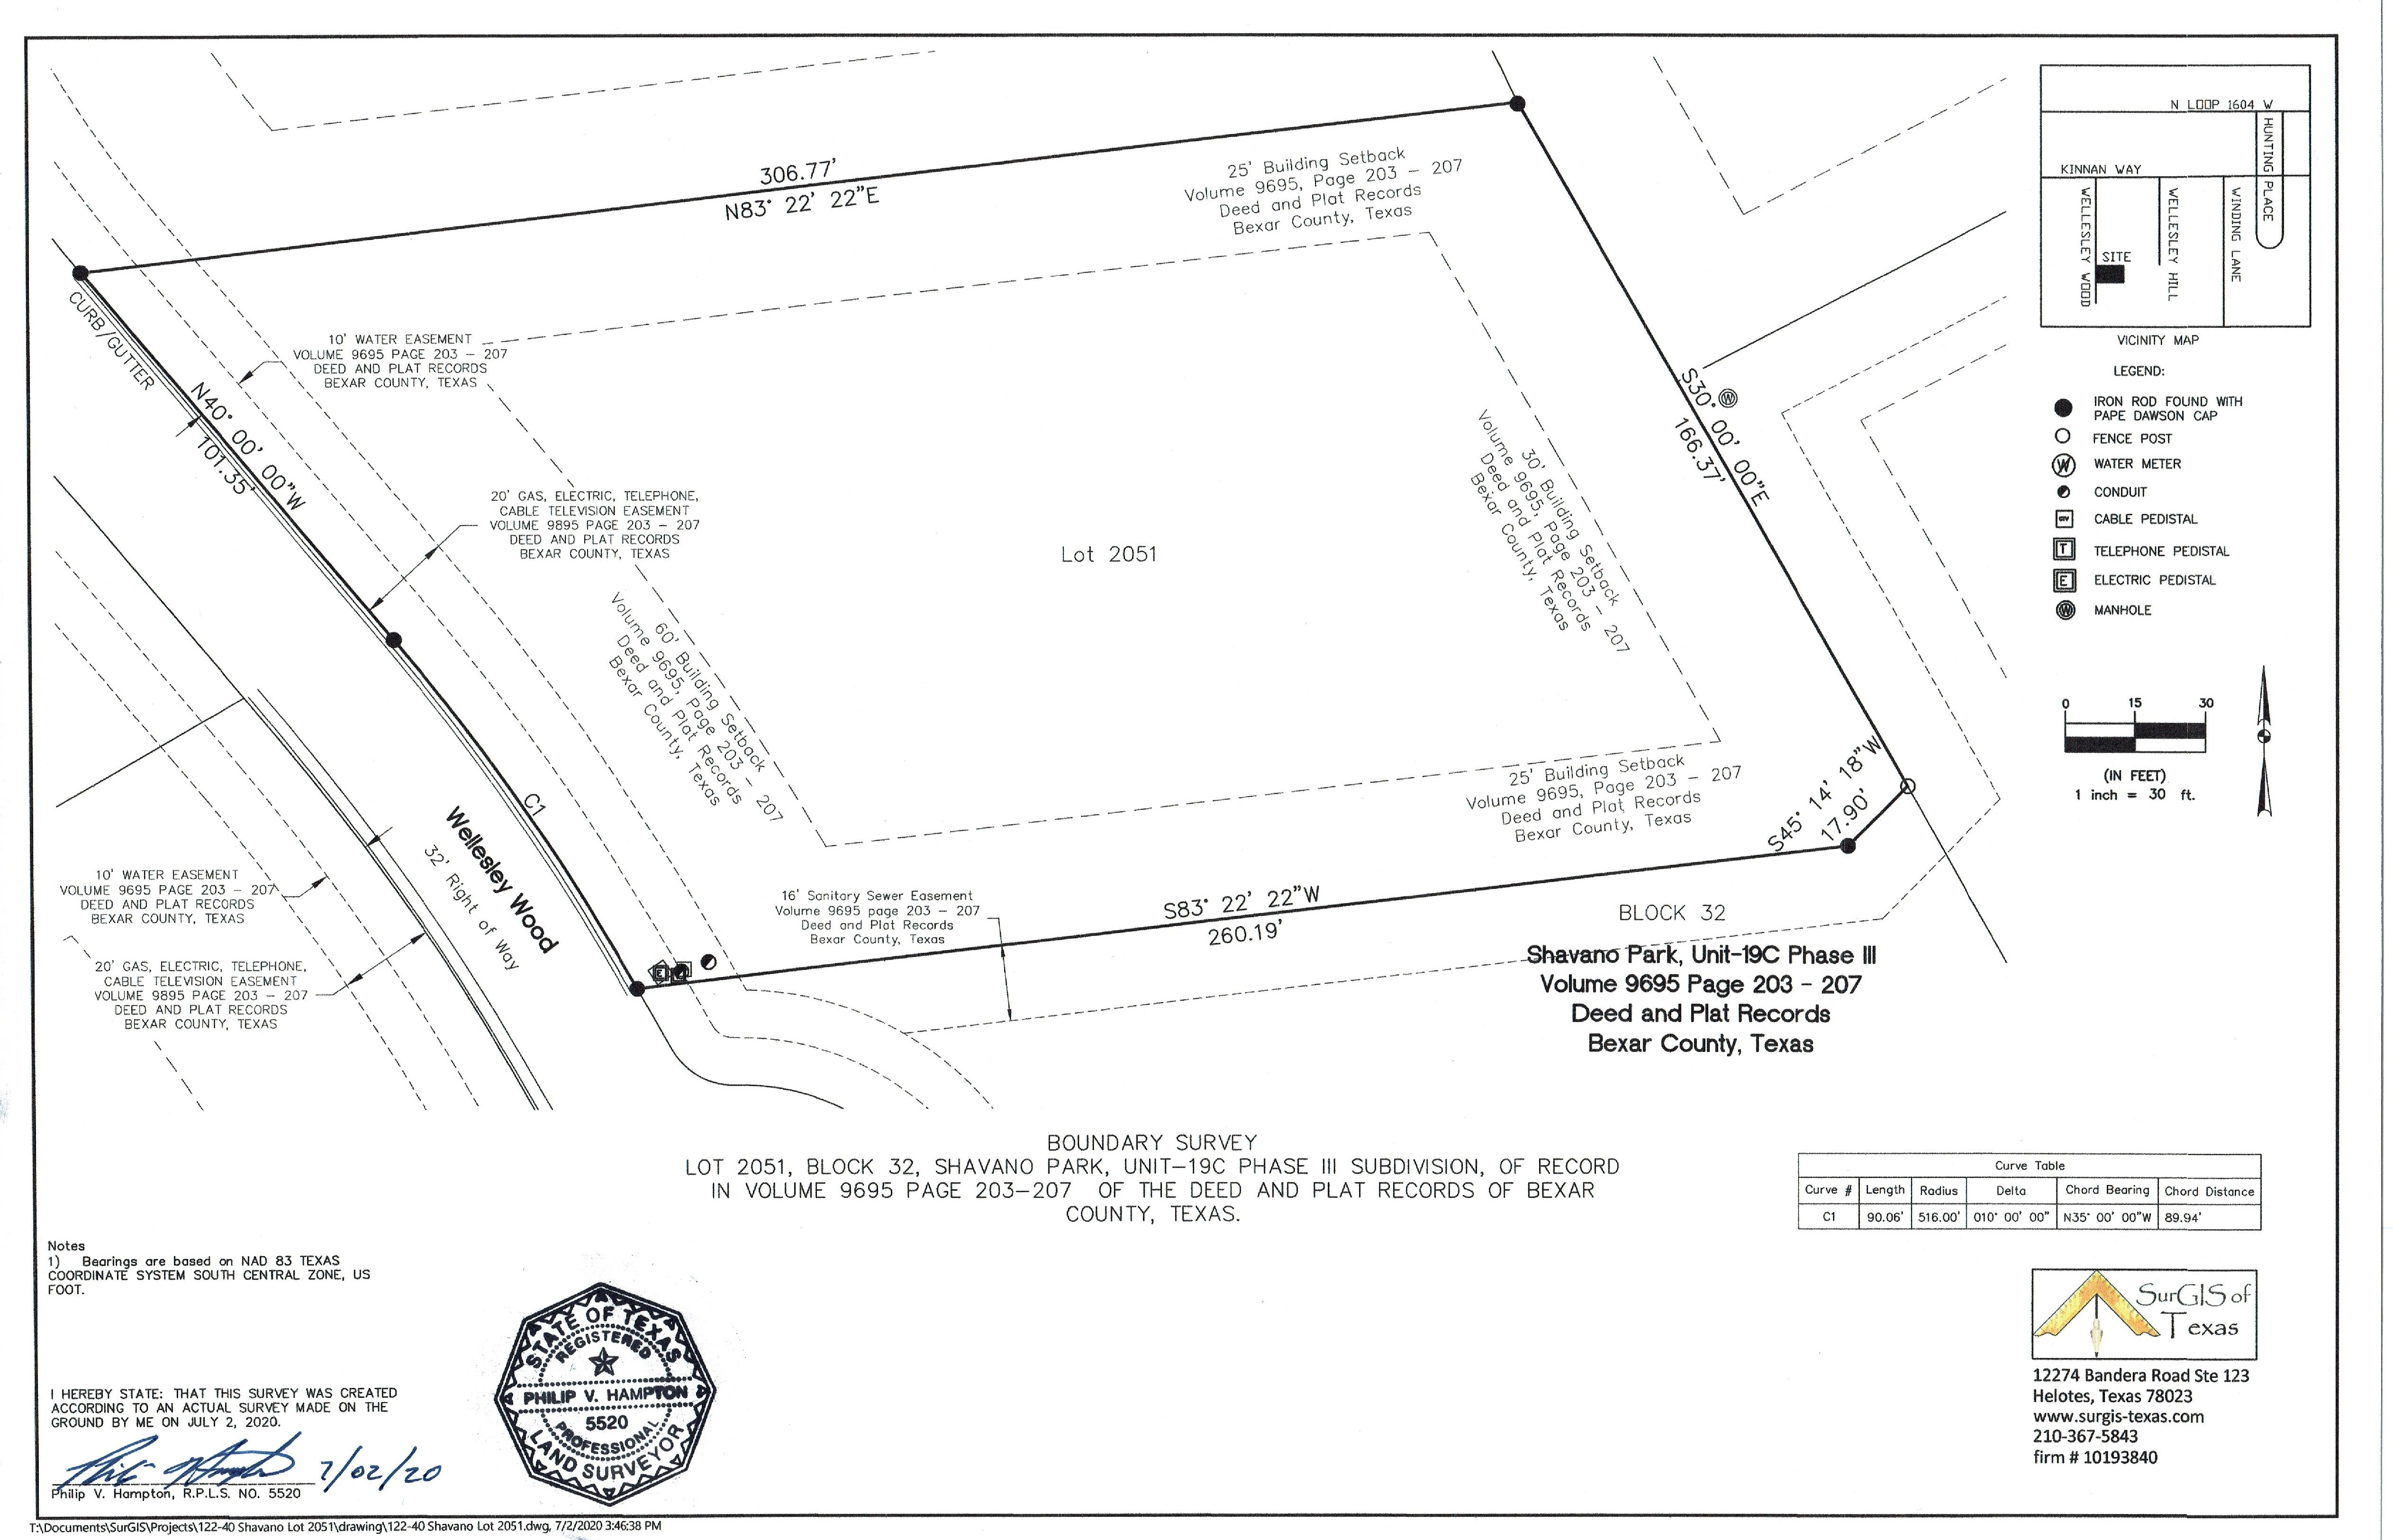 306.77'
N83° 22' 22"E
25' Building Setback
Volume 9695, Page 203 - 207
Deed and Plat Records
Bexar County, Texas
CURB/GUTTER
N40° 00' 00"W
101.35'
10' WATER EASEMENT
VOLUME 9695 PAGE 203 - 207
DEED AND PLAT RECORDS
BEXAR COUNTY, TEXAS
20' GAS, ELECTRIC, TELEPHONE,
CABLE TELEVISION EASEMENT
VOLUME 9895 PAGE 203 - 207
DEED AND PLAT RECORDS
BEXAR COUNTY, TEXAS
Lot 2051
S30° 00' 00"E
166.37'
30' Building Setback
Volume 9695, Page 203 - 207
Deed and Plat Records
Bexar County, Texas
60' Building Setback
Volume 9695, Page 203 - 207
Deed and Plat Records
Bexar County, Texas
25' Building Setback
Volume 9695, Page 203 - 207
Deed and Plat Records
Bexar County, Texas
S45° 14' 18"W
17.90'
C1
Wellesley Wood
32' Right of Way
10' WATER EASEMENT
VOLUME 9695 PAGE 203 - 207
DEED AND PLAT RECORDS
BEXAR COUNTY, TEXAS
20' GAS, ELECTRIC, TELEPHONE,
CABLE TELEVISION EASEMENT
VOLUME 9895 PAGE 203 - 207
DEED AND PLAT RECORDS
BEXAR COUNTY, TEXAS
E
16' Sanitary Sewer Easement
Volume 9695 page 203 - 207
Deed and Plat Records
Bexar County, Texas
S83° 22' 22"W
260.19'
W
BLOCK 32
Shavano Park, Unit-19C Phase III
Volume 9695 Page 203 - 207
Deed and Plat Records
Bexar County, Texas
N LOOP 1604 W
HUNTING PLACE
KINNAN WAY
WELLESLEY WOOD
SITE
WELLESLEY HILL
WINDING LANE
VICINITY MAP
LEGEND:
IRON ROD FOUND WITH
PAPE DAWSON CAP
FENCE POST
W WATER METER
CONDUIT
CABLE PEDISTAL
T TELEPHONE PEDISTAL
E ELECTRIC PEDISTAL
W MANHOLE
0 15 30
(IN FEET)
1 inch = 30 ft.
BOUNDARY SURVEY
LOT 2051, BLOCK 32, SHAVANO PARK, UNIT-19C PHASE III SUBDIVISION, OF RECORD
IN VOLUME 9695 PAGE 203-207 OF THE DEED AND PLAT RECORDS OF BEXAR
COUNTY, TEXAS.
Curve Table
Curve # Length Radius Delta Chord Bearing Chord Distance
C1 90.06' 516.00' 010° 00' 00" N35° 00' 00"W 89.94'
Notes
1) Bearings are based on NAD 83 TEXAS
COORDINATE SYSTEM SOUTH CENTRAL ZONE, US
FOOT.
I HEREBY STATE: THAT THIS SURVEY WAS CREATED
ACCORDING TO AN ACTUAL SURVEY MADE ON THE
GROUND BY ME ON JULY 2, 2020.
7/02/20
Philip V. Hampton, R.P.L.S. NO. 5520
STATE OF TEXAS
REGISTERED
PHILIP V. HAMPTON
5520
PROFESSIONAL
LAND SURVEYOR
SurGIS of
Texas
12274 Bandera Road Ste 123
Helotes, Texas 78023
www.surgis-texas.com
210-367-5843
firm # 10193840
T:\Documents\SurGIS\Projects\122-40 Shavano Lot 2051\drawing\122-40 Shavano Lot 2051.dwg, 7/2/2020 3:46:38 PM